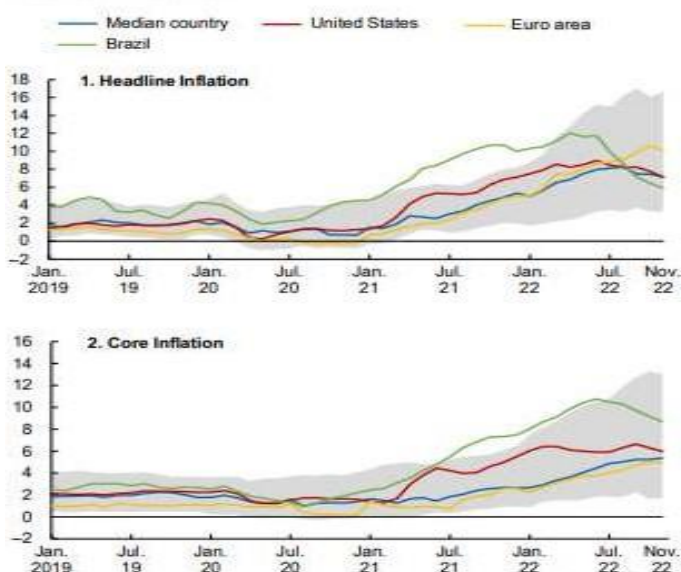 Median country United States Euro area
Brazil
1. Headline Inflation
18
16
14
12
10
8
6
4
2
0
–2
Jan. Jul. Jan. Jul. Jan. Jul. Jan. Jul. Nov.
2019 19 20 20 21 21 22 22 22
2. Core Inflation
16
14
12
10
8
6
4
2
0
–2
Jan. Jul. Jan. Jul. Jan. Jul. Jan. Jul. Nov.
2019 19 20 20 21 21 22 22 22